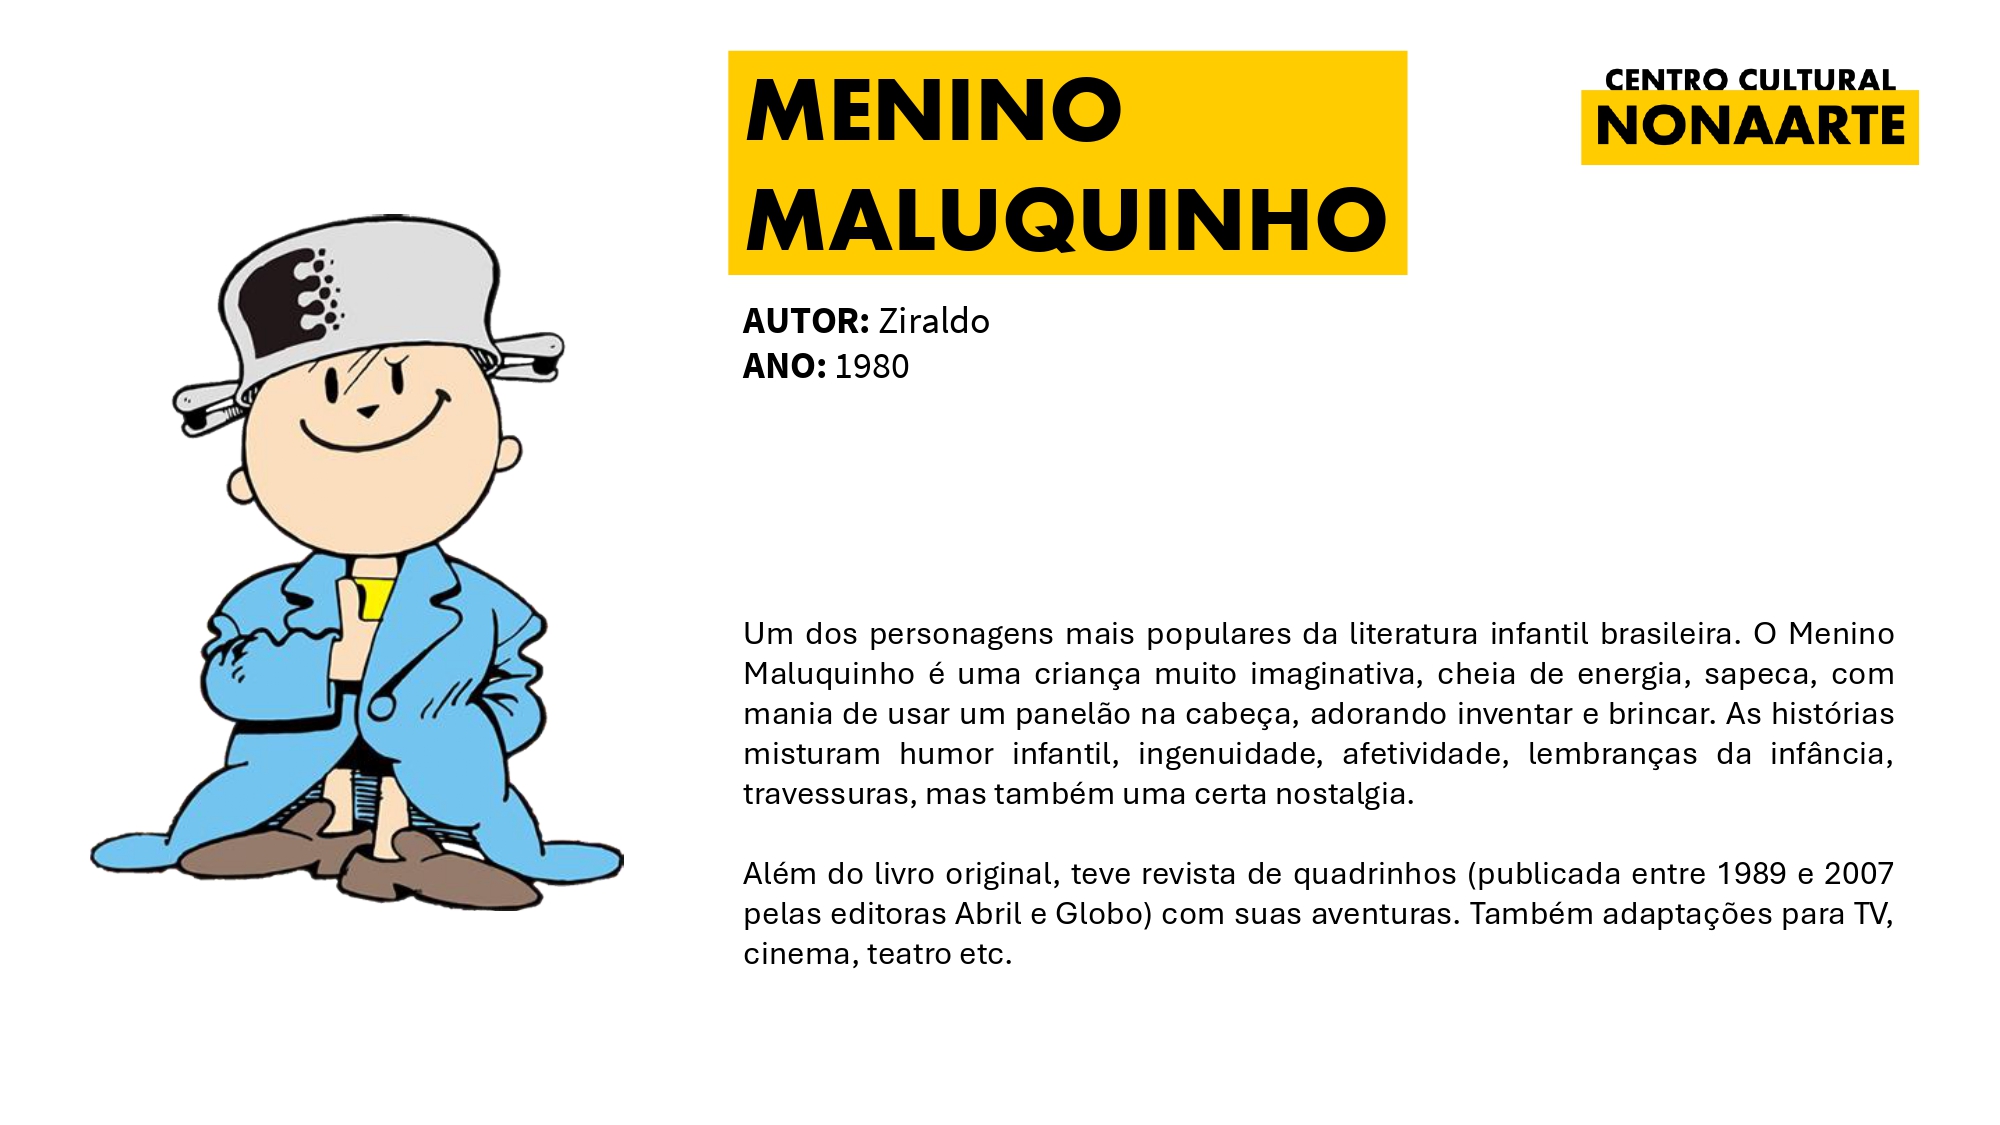 MENINO
MALUQUINHO
CENTRO CULTURAL
NONAARTE
AUTOR: Ziraldo
ANO: 1980
Um dos personagens mais populares da literatura infantil brasileira. O Menino
Maluquinho é uma criança muito imaginativa, cheia de energia, sapeca, com
mania de usar um panelão na cabeça, adorando inventar e brincar. As histórias
misturam humor infantil, ingenuidade, afetividade, lembranças da infância,
travessuras, mas também uma certa nostalgia.
Além do livro original, teve revista de quadrinhos (publicada entre 1989 e 2007
pelas editoras Abril e Globo) com suas aventuras. Também adaptações para TV,
cinema, teatro etc.